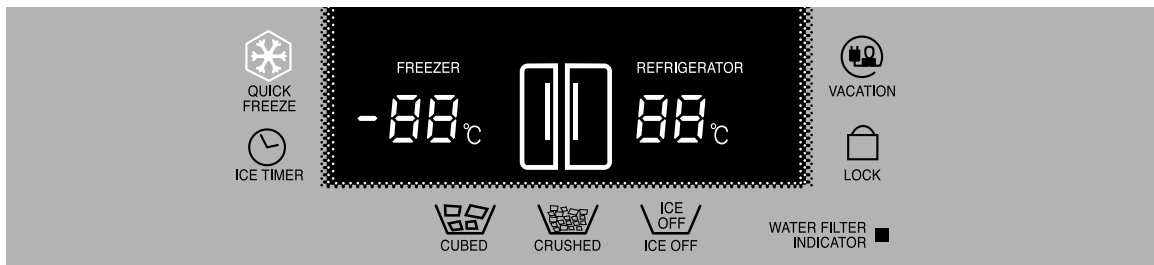 FREEZER
REFRIGERATOR
-88°C
88°C
QUICK
FREEZE
ICE TIMER
VACATION
LOCK
CUBED
CRUSHED
ICE
OFF
ICE OFF
WATER FILTER
INDICATOR